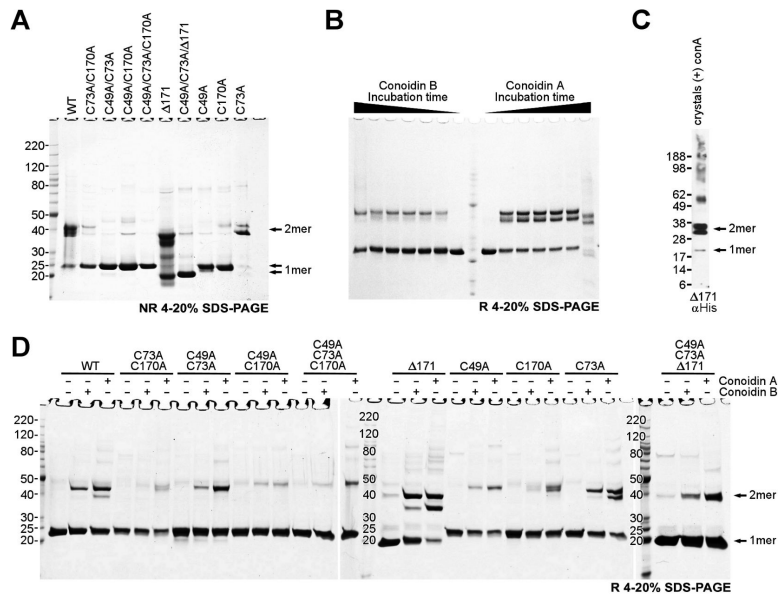 A
WT
C73A/C170A
C49A/C73A
C49A/C170A
C49A/C73A/C170A
Δ171
C49A/C73A/Δ171
C49A
C170A
C73A
220
120
80
50
40
30
25
20
2mer
1mer
NR 4-20% SDS-PAGE
B
Conoidin B
Incubation time
Conoidin A
Incubation time
R 4-20% SDS-PAGE
C
crystals (+) conA
188
98
62
49
38
28
17
14
6
2mer
1mer
Δ171
αHis
D
WT
C73A
C170A
C49A
C73A
C49A
C170A
C49A
C73A
C170A
Δ171
C49A
C170A
C73A
C49A
C73A
Δ171
- - + - - + - - + - - + - - +
- + - + - + - + - +
- - + - - + - - + - - + - - +
- + - + - + - + - +
Conoidin A
Conoidin B
220
120
80
50
40
30
25
20
220
120
80
50
40
30
25
20
220
120
80
50
40
30
25
20
2mer
1mer
R 4-20% SDS-PAGE